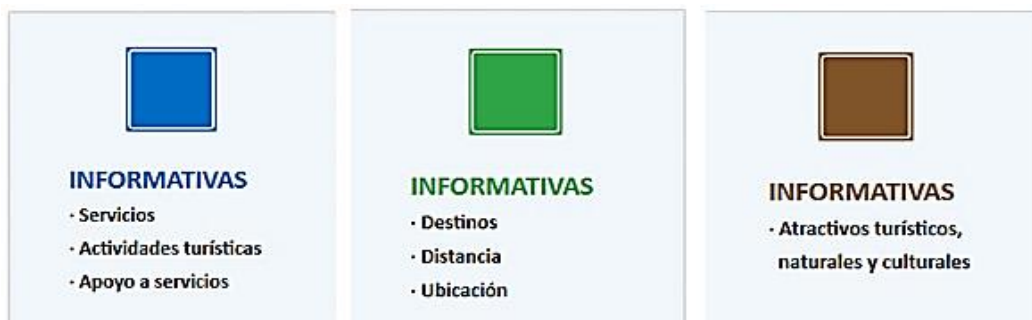 INFORMATIVAS
· Servicios
· Actividades turísticas
· Apoyo a servicios
INFORMATIVAS
· Destinos
· Distancia
· Ubicación
INFORMATIVAS
· Atractivos turísticos,
naturales y culturales